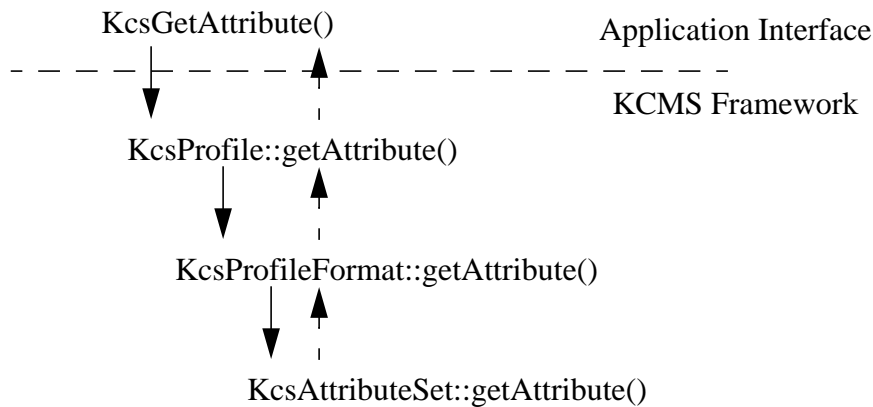 KcsGetAttribute()
Application Interface
KCMS Framework
KcsProfile::getAttribute()
KcsProfileFormat::getAttribute()
KcsAttributeSet::getAttribute()